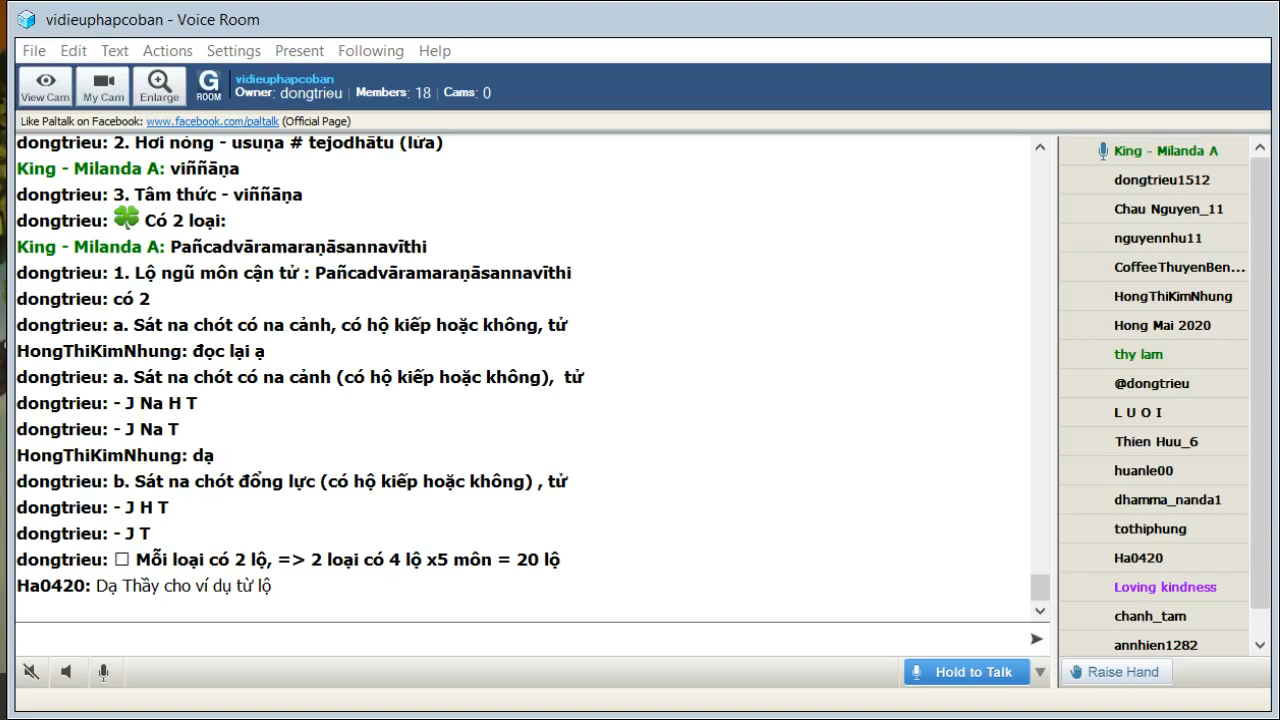 vidieuphapcoban - Voice Room
File Edit Text Actions Settings Present Following Help
View Cam
My Cam
Enlarge
G
ROOM
vidieuphapcoban
Owner: dongtrieu | Members: 18 | Cams: 0
Like Paltalk on Facebook: www.facebook.com/paltalk (Official Page)
dongtrieu: 2. Hơi nóng - usuṇa # tejodhātu (lửa)
King - Milanda A: viññāṇa
dongtrieu: 3. Tâm thức - viññāṇa
dongtrieu: 🍀 Có 2 loại:
King - Milanda A: Pañcadvāramaraṇāsannavīthi
dongtrieu: 1. Lộ ngũ môn cận tử : Pañcadvāramaraṇāsannavīthi
dongtrieu: có 2
dongtrieu: a. Sát na chót có na cảnh, có hộ kiếp hoặc không, tử
HongThiKimNhung: đọc lại ạ
dongtrieu: a. Sát na chót có na cảnh (có hộ kiếp hoặc không), tử
dongtrieu: - J Na H T
dongtrieu: - J Na T
HongThiKimNhung: dạ
dongtrieu: b. Sát na chót đổng lực (có hộ kiếp hoặc không) , tử
dongtrieu: - J H T
dongtrieu: - J T
dongtrieu: □ Mỗi loại có 2 lộ, => 2 loại có 4 lộ x5 môn = 20 lộ
Ha0420: Dạ Thầy cho ví dụ từ lộ
King - Milanda A
dongtrieu1512
Chau Nguyen_11
nguyennhu11
CoffeeThuyenBen...
HongThiKimNhung
Hong Mai 2020
thy lam
@dongtrieu
L U O I
Thien Huu_6
huanle00
dhamma_nanda1
tothiphung
Ha0420
Loving kindness
chanh_tam
annhien1282
Hold to Talk
Raise Hand